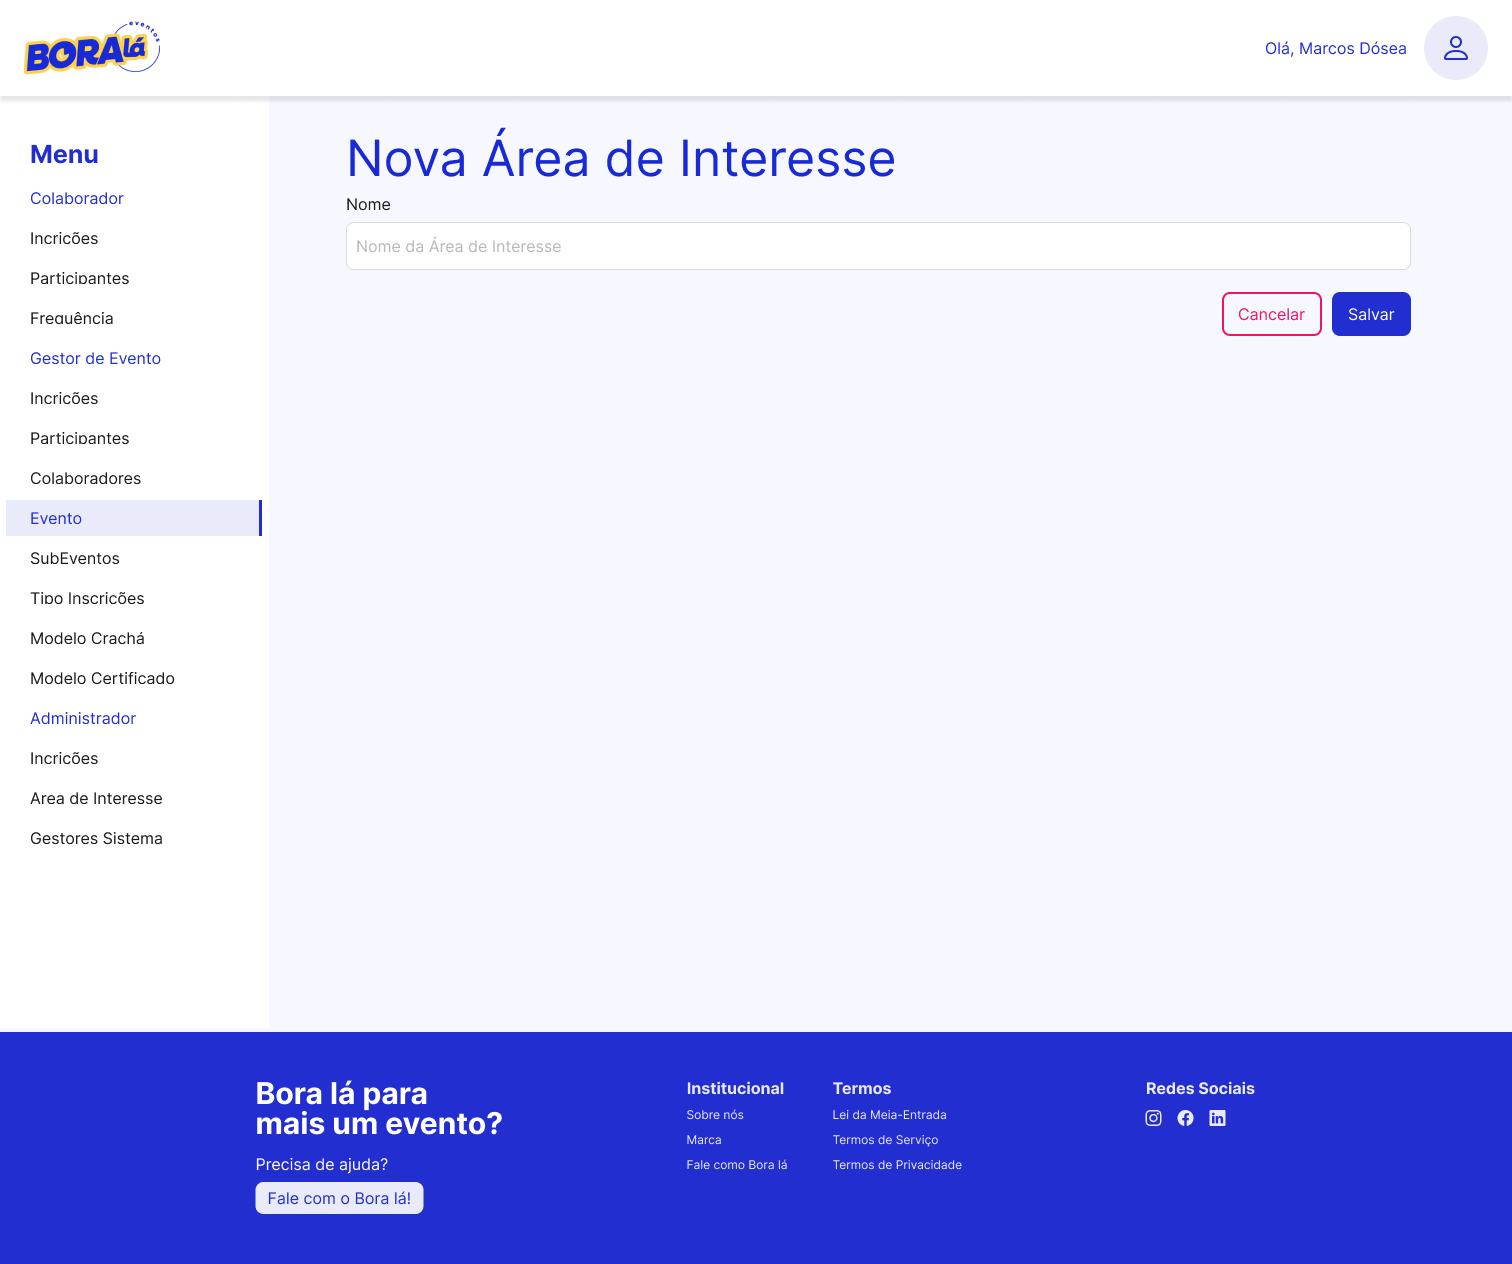 BORA lá eventos
Olá, Marcos Dósea
Menu
Colaborador
Incricões
Participantes
Frequência
Gestor de Evento
Incricões
Participantes
Colaboradores
Evento
SubEventos
Tipo Inscricões
Modelo Crachá
Modelo Certificado
Administrador
Incricões
Area de Interesse
Gestores Sistema
Nova Área de Interesse
Nome
Nome da Área de Interesse
Cancelar
Salvar
Bora lá para
mais um evento?
Precisa de ajuda?
Fale com o Bora lá!
Institucional
Sobre nós
Marca
Fale como Bora lá
Termos
Lei da Meia-Entrada
Termos de Serviço
Termos de Privacidade
Redes Sociais